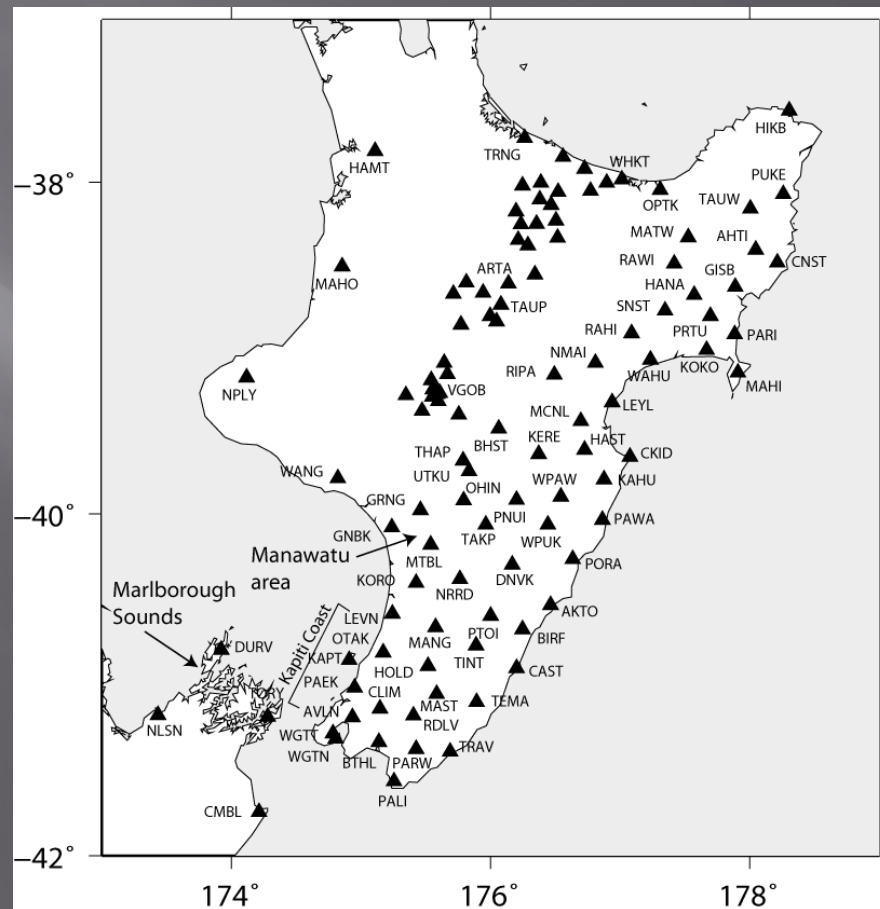 HIKB
TRNG
WHKT
HAMT
PUKE
−38°
OPTK
TAUW
MATW
AHTI
RAWI
CNST
ARTA
GISB
MAHO
HANA
TAUP
SNST
RAHI
PRTU
PARI
NMAI
KOKO
RIPA
WAHU
MAHI
VGOB
NPLY
LEYL
MCNL
BHST
KERE
HAST
THAP
CKID
WANG
UTKU
KAHU
OHIN
WPAW
GRNG
−40°
PNUI
PAWA
GNBK
TAKP
WPUK
Manawatu
area
MTBL
PORA
KORO
DNVK
Marlborough
Sounds
NRRD
LEVN
AKTO
Kapiti Coast
OTAK
MANG
PTOI
BIRF
DURV
KAPT
TINT
HOLD
CAST
PAEK
CLIM
MAST
TEMA
AVLN
RDLV
NLSN
WGTT
TRAV
WGTN
BTHL
PARW
PALI
CMBL
−42°
174°
176°
178°